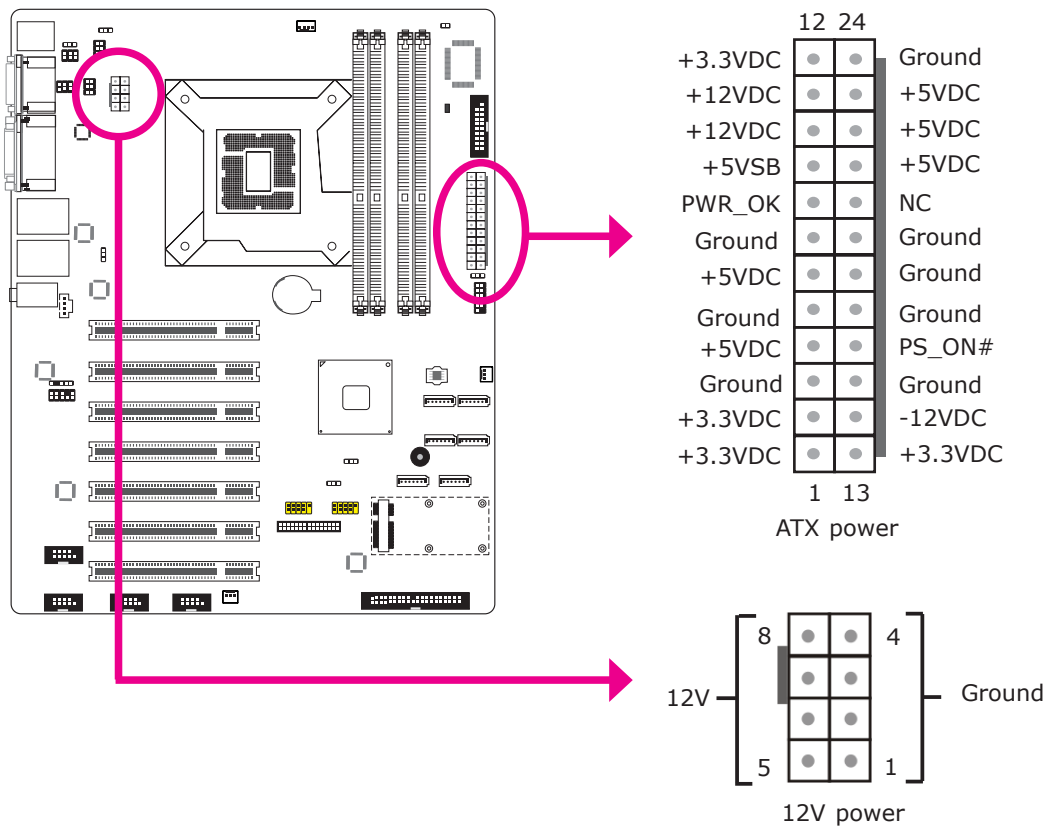 12 24
+3.3VDC Ground
+12VDC +5VDC
+12VDC +5VDC
+5VSB +5VDC
PWR_OK NC
Ground Ground
+5VDC Ground
Ground Ground
+5VDC PS_ON#
Ground Ground
+3.3VDC -12VDC
+3.3VDC +3.3VDC
1 13
ATX power
8 4
12V Ground
5 1
12V power